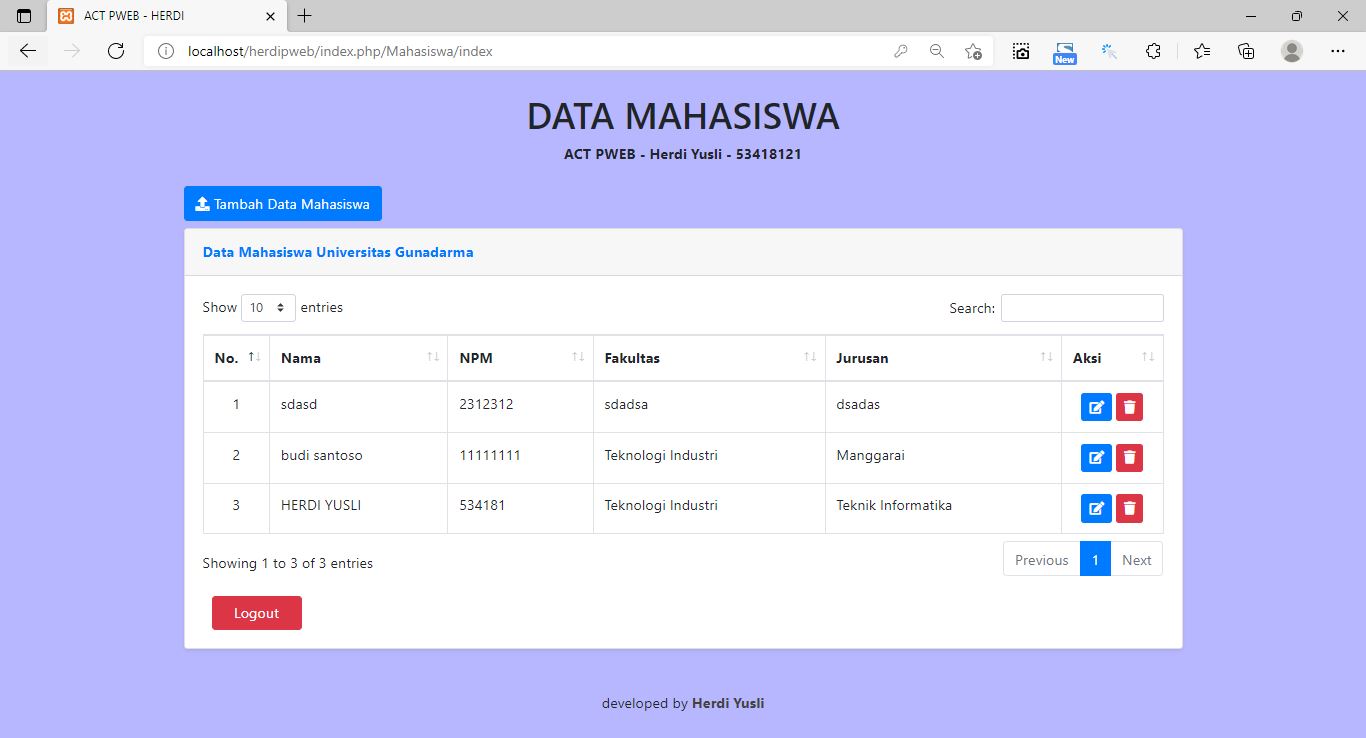 ACT PWEB - HERDI
localhost/herdipweb/index.php/Mahasiswa/index
New
DATA MAHASISWA
ACT PWEB - Herdi Yusli - 53418121
Tambah Data Mahasiswa
Data Mahasiswa Universitas Gunadarma
Show 10 entries Search:
No. Nama NPM Fakultas Jurusan Aksi
1 sdasd 2312312 sdadsa dsadas
2 budi santoso 11111111 Teknologi Industri Manggarai
3 HERDI YUSLI 534181 Teknologi Industri Teknik Informatika
Showing 1 to 3 of 3 entries Previous 1 Next
Logout
developed by Herdi Yusli